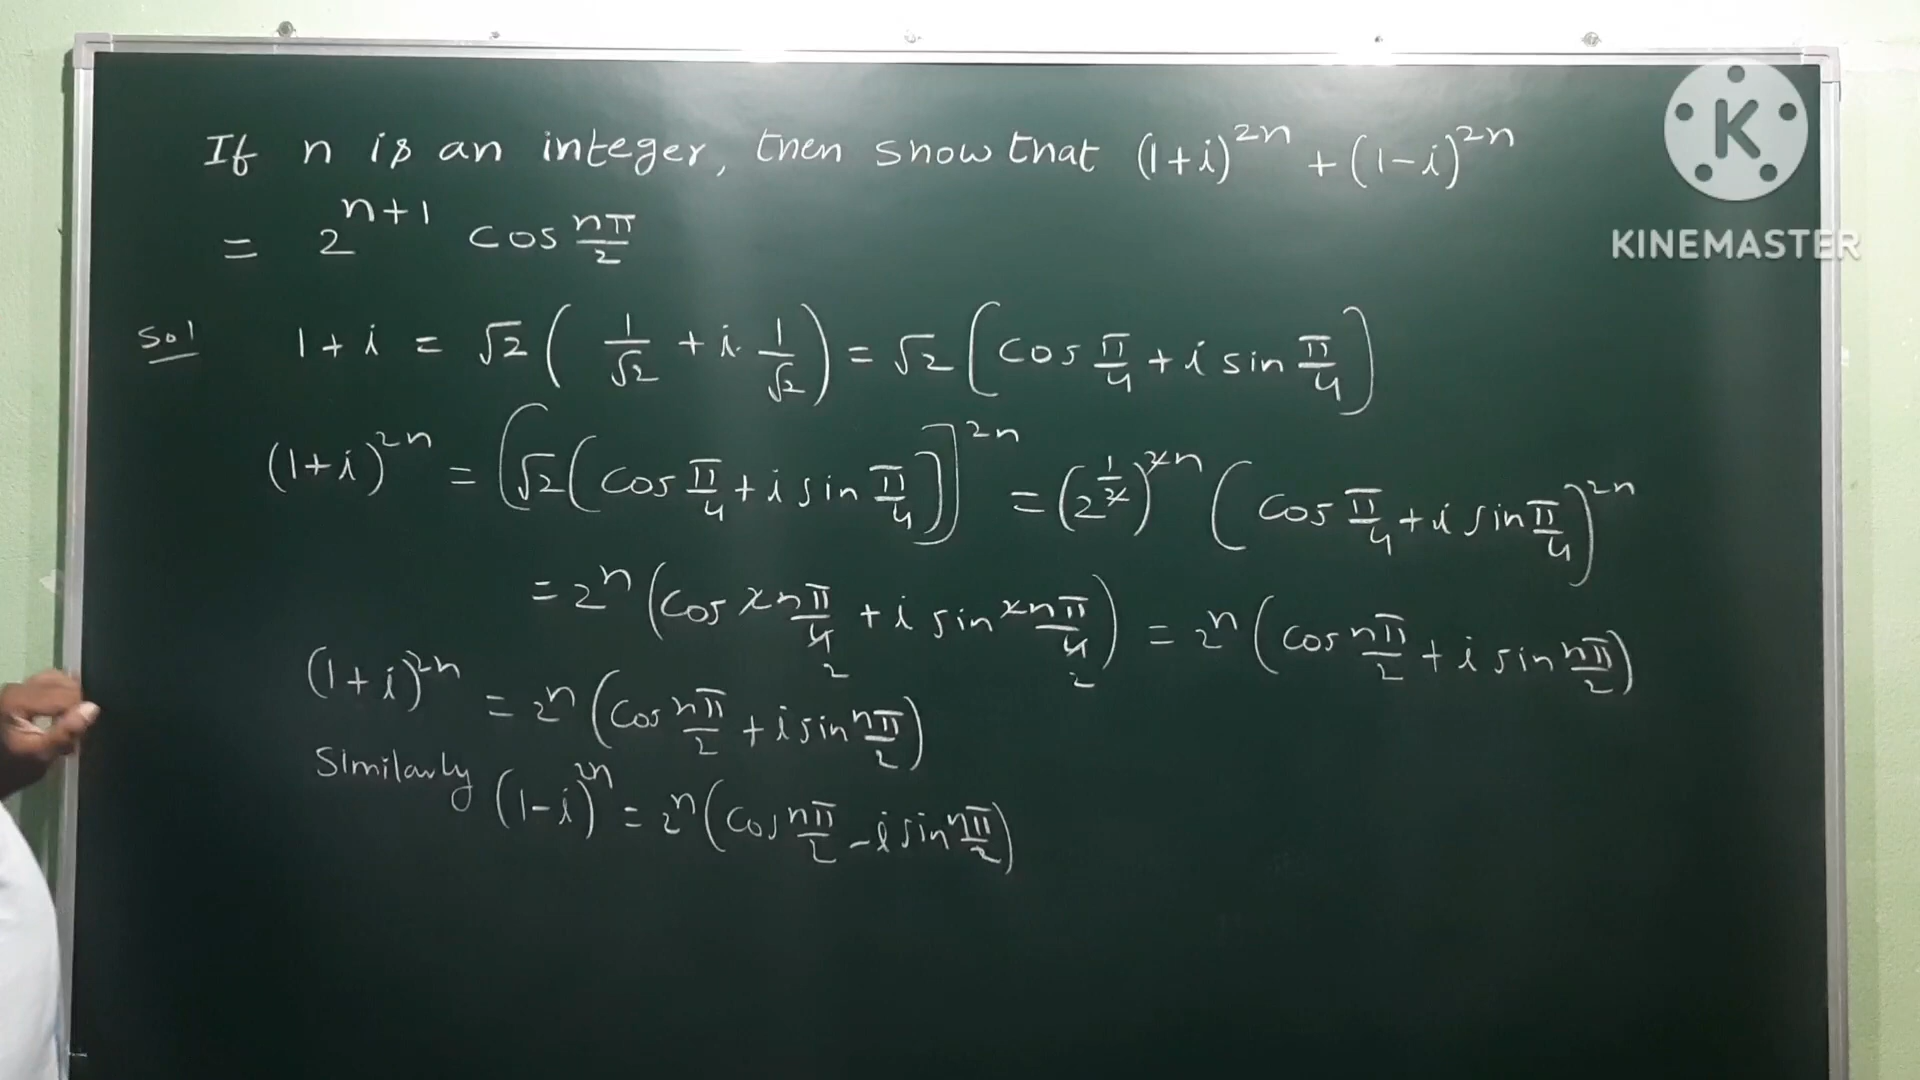 If n is an integer, then show that (1+i)^{2n} + (1-i)^{2n}
= 2^{n+1} cos nπ/2
K
KINEMASTER
Sol 1+i = √2 ( 1/√2 + i. 1/√2 ) = √2 [ cos π/4 + i sin π/4 ]
(1+i)^{2n} = [ √2 ( cos π/4 + i sin π/4 ) ]^{2n} = (2^{1/2})^{2n} ( cos π/4 + i sin π/4 )^{2n}
= 2^n ( cos 2nπ/4 2 + i sin 2nπ/4 2 ) = 2^n ( cos nπ/2 + i sin nπ/2 )
(1+i)^{2n} = 2^n ( cos nπ/2 + i sin nπ/2 )
Similarly (1-i)^{2n} = 2^n ( cos nπ/2 - i sin nπ/2 )